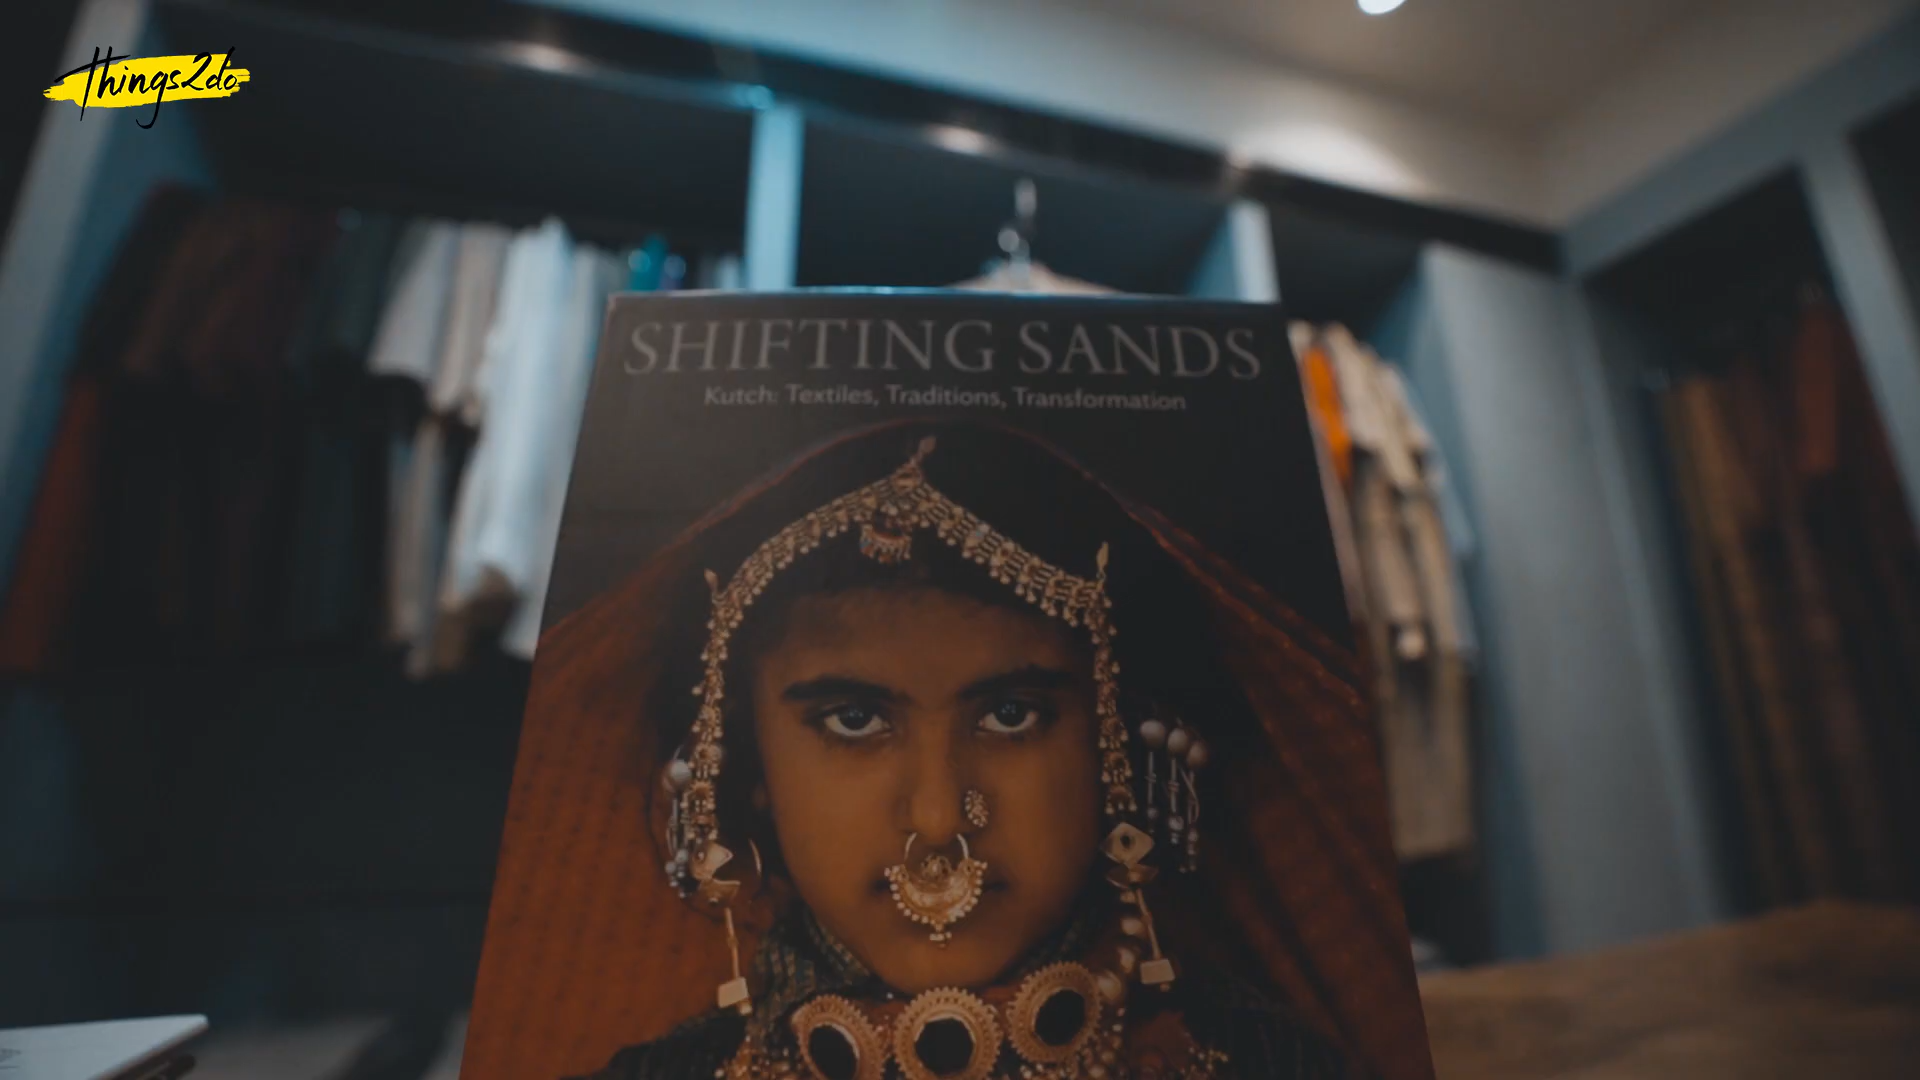 Things2do
SHIFTING SANDS
Kutch: Textiles, Traditions, Transformation